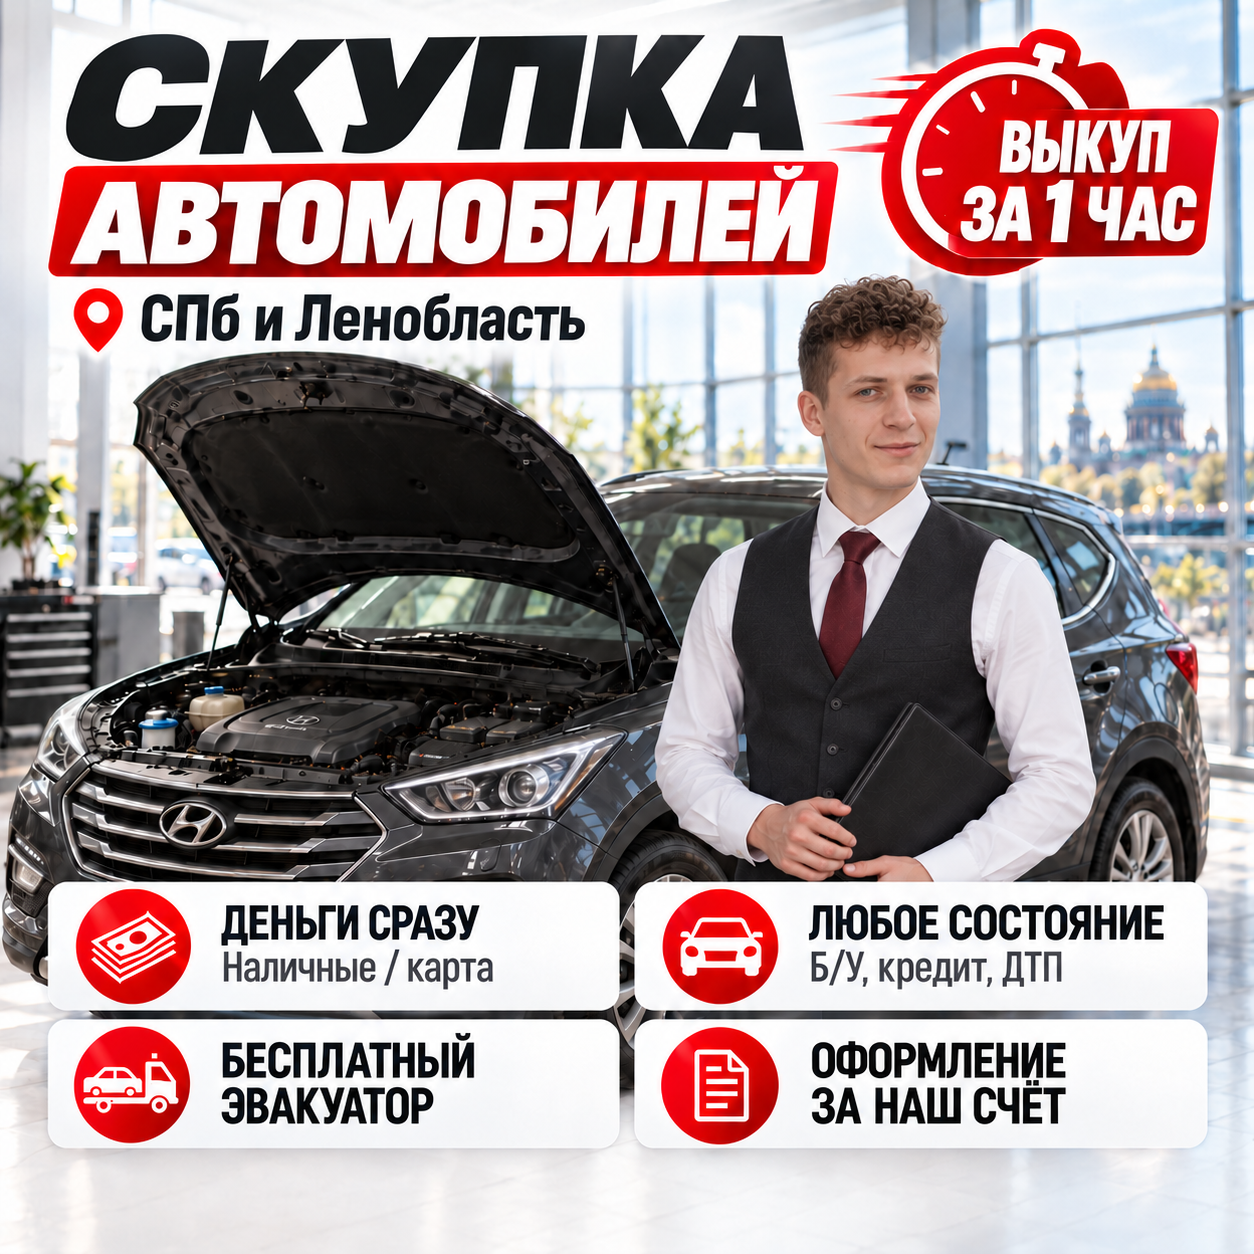 СКУПКА
АВТОМОБИЛЕЙ
СПб и Ленобласть
ВЫКУП
ЗА 1 ЧАС
ДЕНЬГИ СРАЗУ
Наличные / карта
ЛЮБОЕ СОСТОЯНИЕ
Б/У, кредит, ДТП
БЕСПЛАТНЫЙ
ЭВАКУАТОР
ОФОРМЛЕНИЕ
ЗА НАШ СЧЁТ